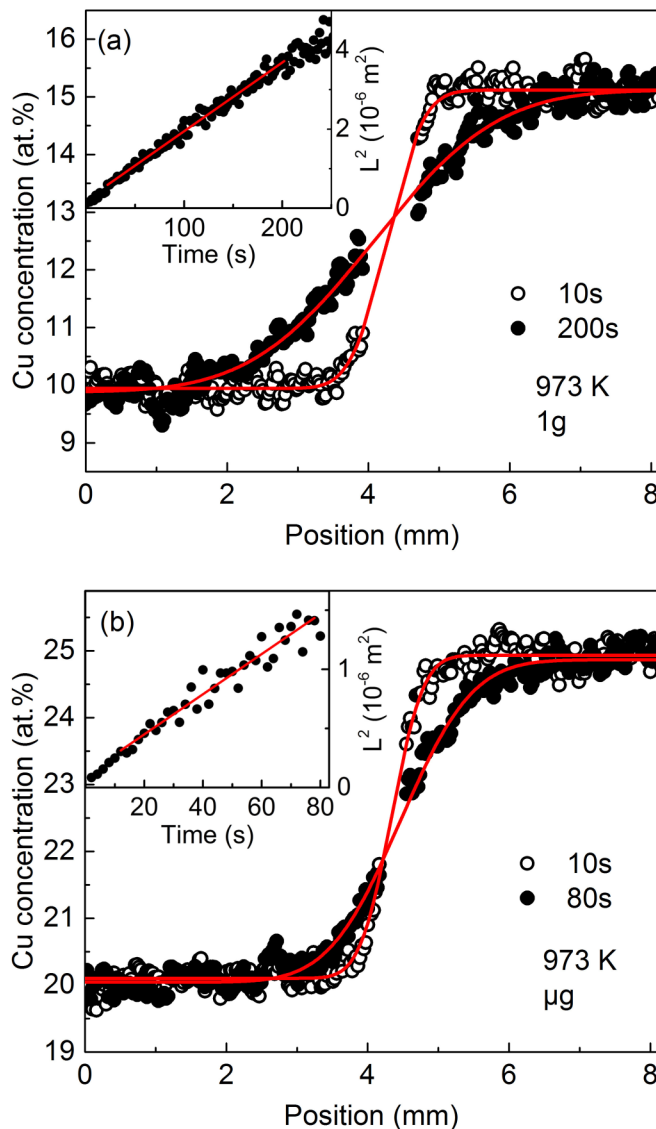 (a)
Cu concentration (at.%)
16
15
14
13
12
11
10
9
4
2
0
L² (10⁻⁶ m²)
100 200
Time (s)
10s
200s
973 K
1g
0 2 4 6 8
Position (mm)
(b)
Cu concentration (at.%)
25
24
23
22
21
20
19
1
0
L² (10⁻⁶ m²)
20 40 60 80
Time (s)
10s
80s
973 K
µg
0 2 4 6 8
Position (mm)